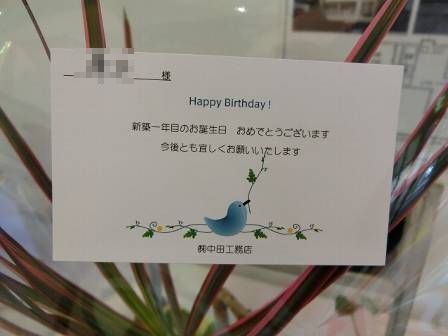 様
Happy Birthday !
新築一年目のお誕生日　おめでとうございます
今後とも宜しくお願いいたします
㈲中田工務店